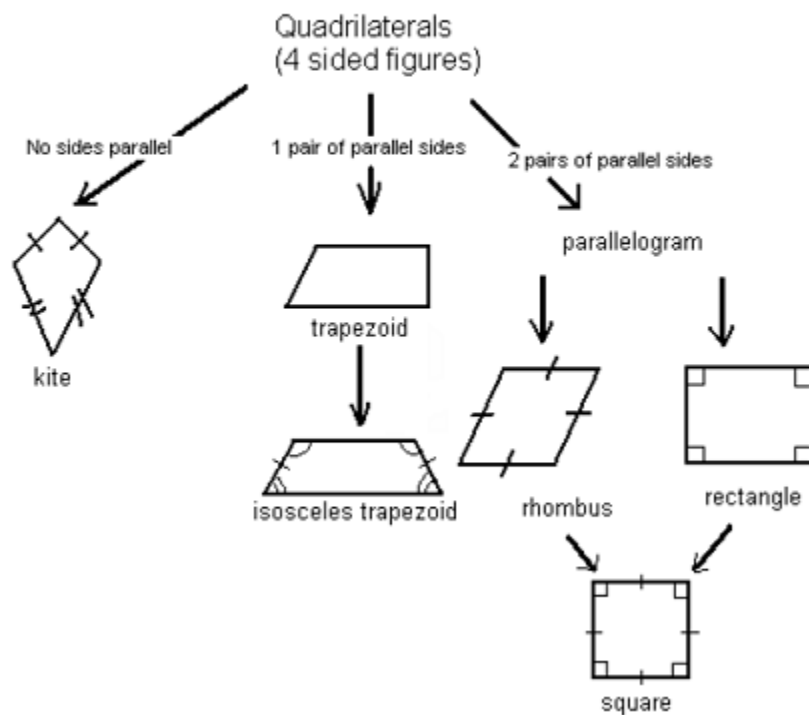 Quadrilaterals
(4 sided figures)
No sides parallel
1 pair of parallel sides
2 pairs of parallel sides
parallelogram
trapezoid
kite
isosceles trapezoid
rhombus
rectangle
square